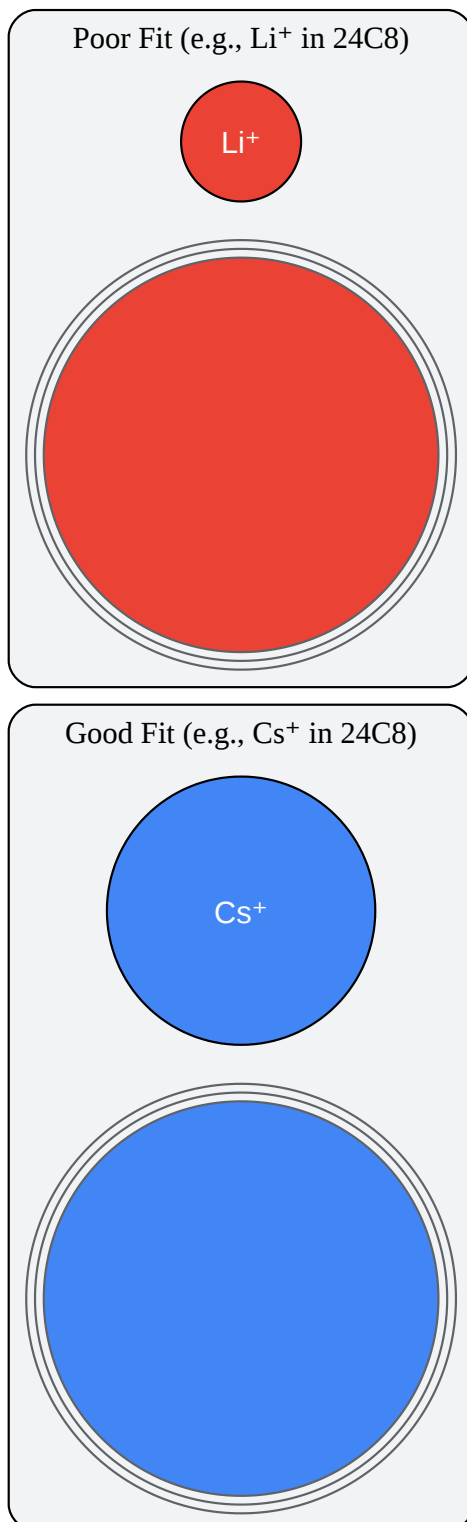 Poor Fit (e.g., Li⁺ in 24C8)
Li⁺
Good Fit (e.g., Cs⁺ in 24C8)
Cs⁺